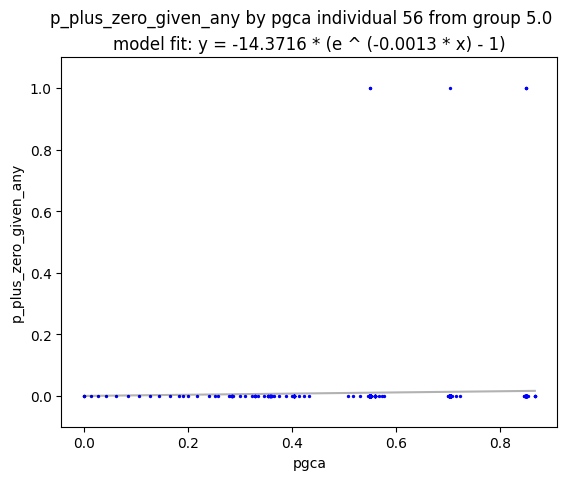 p_plus_zero_given_any by pgca individual 56 from group 5.0
model fit: y = -14.3716 * (e ^ (-0.0013 * x) - 1)
1.0
0.8
0.6
0.4
0.2
0.0
p_plus_zero_given_any
0.0 0.2 0.4 0.6 0.8
pgca